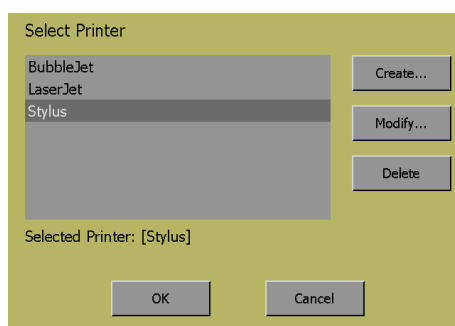 Select Printer
BubbleJet
LaserJet
Stylus
Create...
Modify...
Delete
Selected Printer: [Stylus]
OK
Cancel